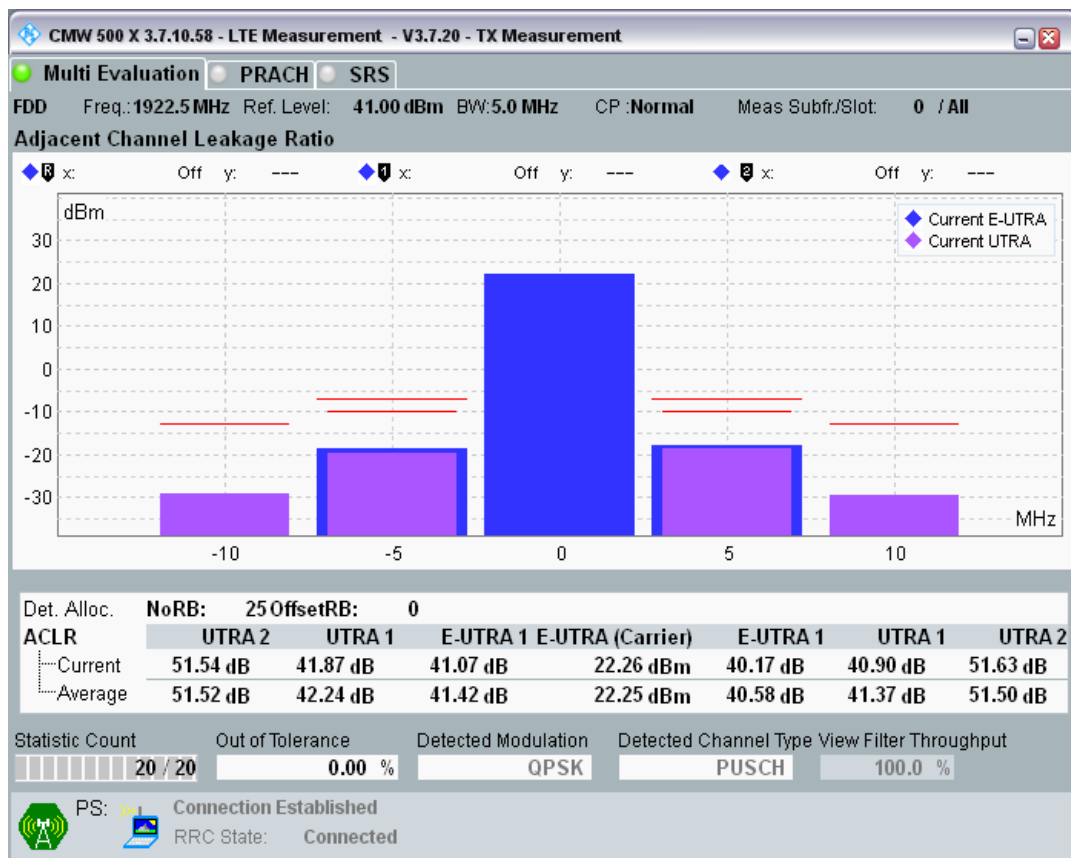 CMW 500 X 3.7.10.58 - LTE Measurement - V3.7.20 - TX Measurement
Multi Evaluation PRACH SRS
FDD Freq.: 1922.5 MHz Ref. Level: 41.00 dBm BW: 5.0 MHz CP : Normal Meas Subfr./Slot: 0 / All
Adjacent Channel Leakage Ratio
R x: Off y: --- 1 x: Off y: --- 2 x: Off y: ---
dBm
Current E-UTRA
Current UTRA
30
20
10
0
-10
-20
-30
MHz
-10 -5 0 5 10
Det. Alloc. NoRB: 25 OffsetRB: 0
ACLR UTRA 2 UTRA 1 E-UTRA 1 E-UTRA (Carrier) E-UTRA 1 UTRA 1 UTRA 2
Current 51.54 dB 41.87 dB 41.07 dB 22.26 dBm 40.17 dB 40.90 dB 51.63 dB
Average 51.52 dB 42.24 dB 41.42 dB 22.25 dBm 40.58 dB 41.37 dB 51.50 dB
Statistic Count Out of Tolerance Detected Modulation Detected Channel Type View Filter Throughput
20 / 20 0.00 % QPSK PUSCH 100.0 %
PS: Connection Established
RRC State: Connected